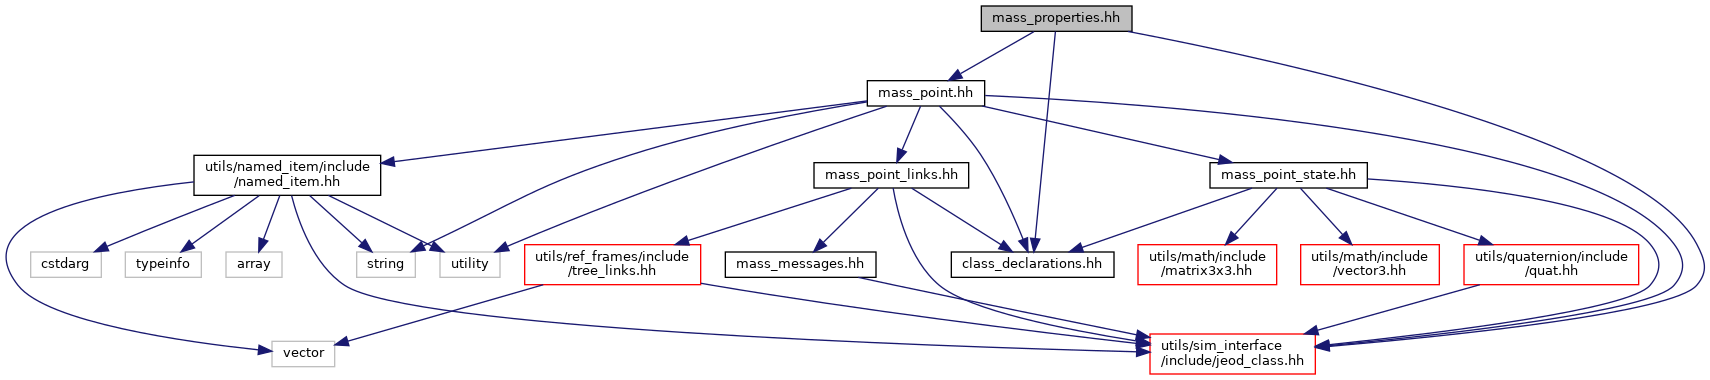 mass_properties.hh
mass_point.hh
utils/named_item/include
/named_item.hh
mass_point_links.hh
mass_point_state.hh
cstdarg
typeinfo
array
string
utility
utils/ref_frames/include
/tree_links.hh
mass_messages.hh
class_declarations.hh
utils/math/include
/matrix3x3.hh
utils/math/include
/vector3.hh
utils/quaternion/include
/quat.hh
vector
utils/sim_interface
/include/jeod_class.hh